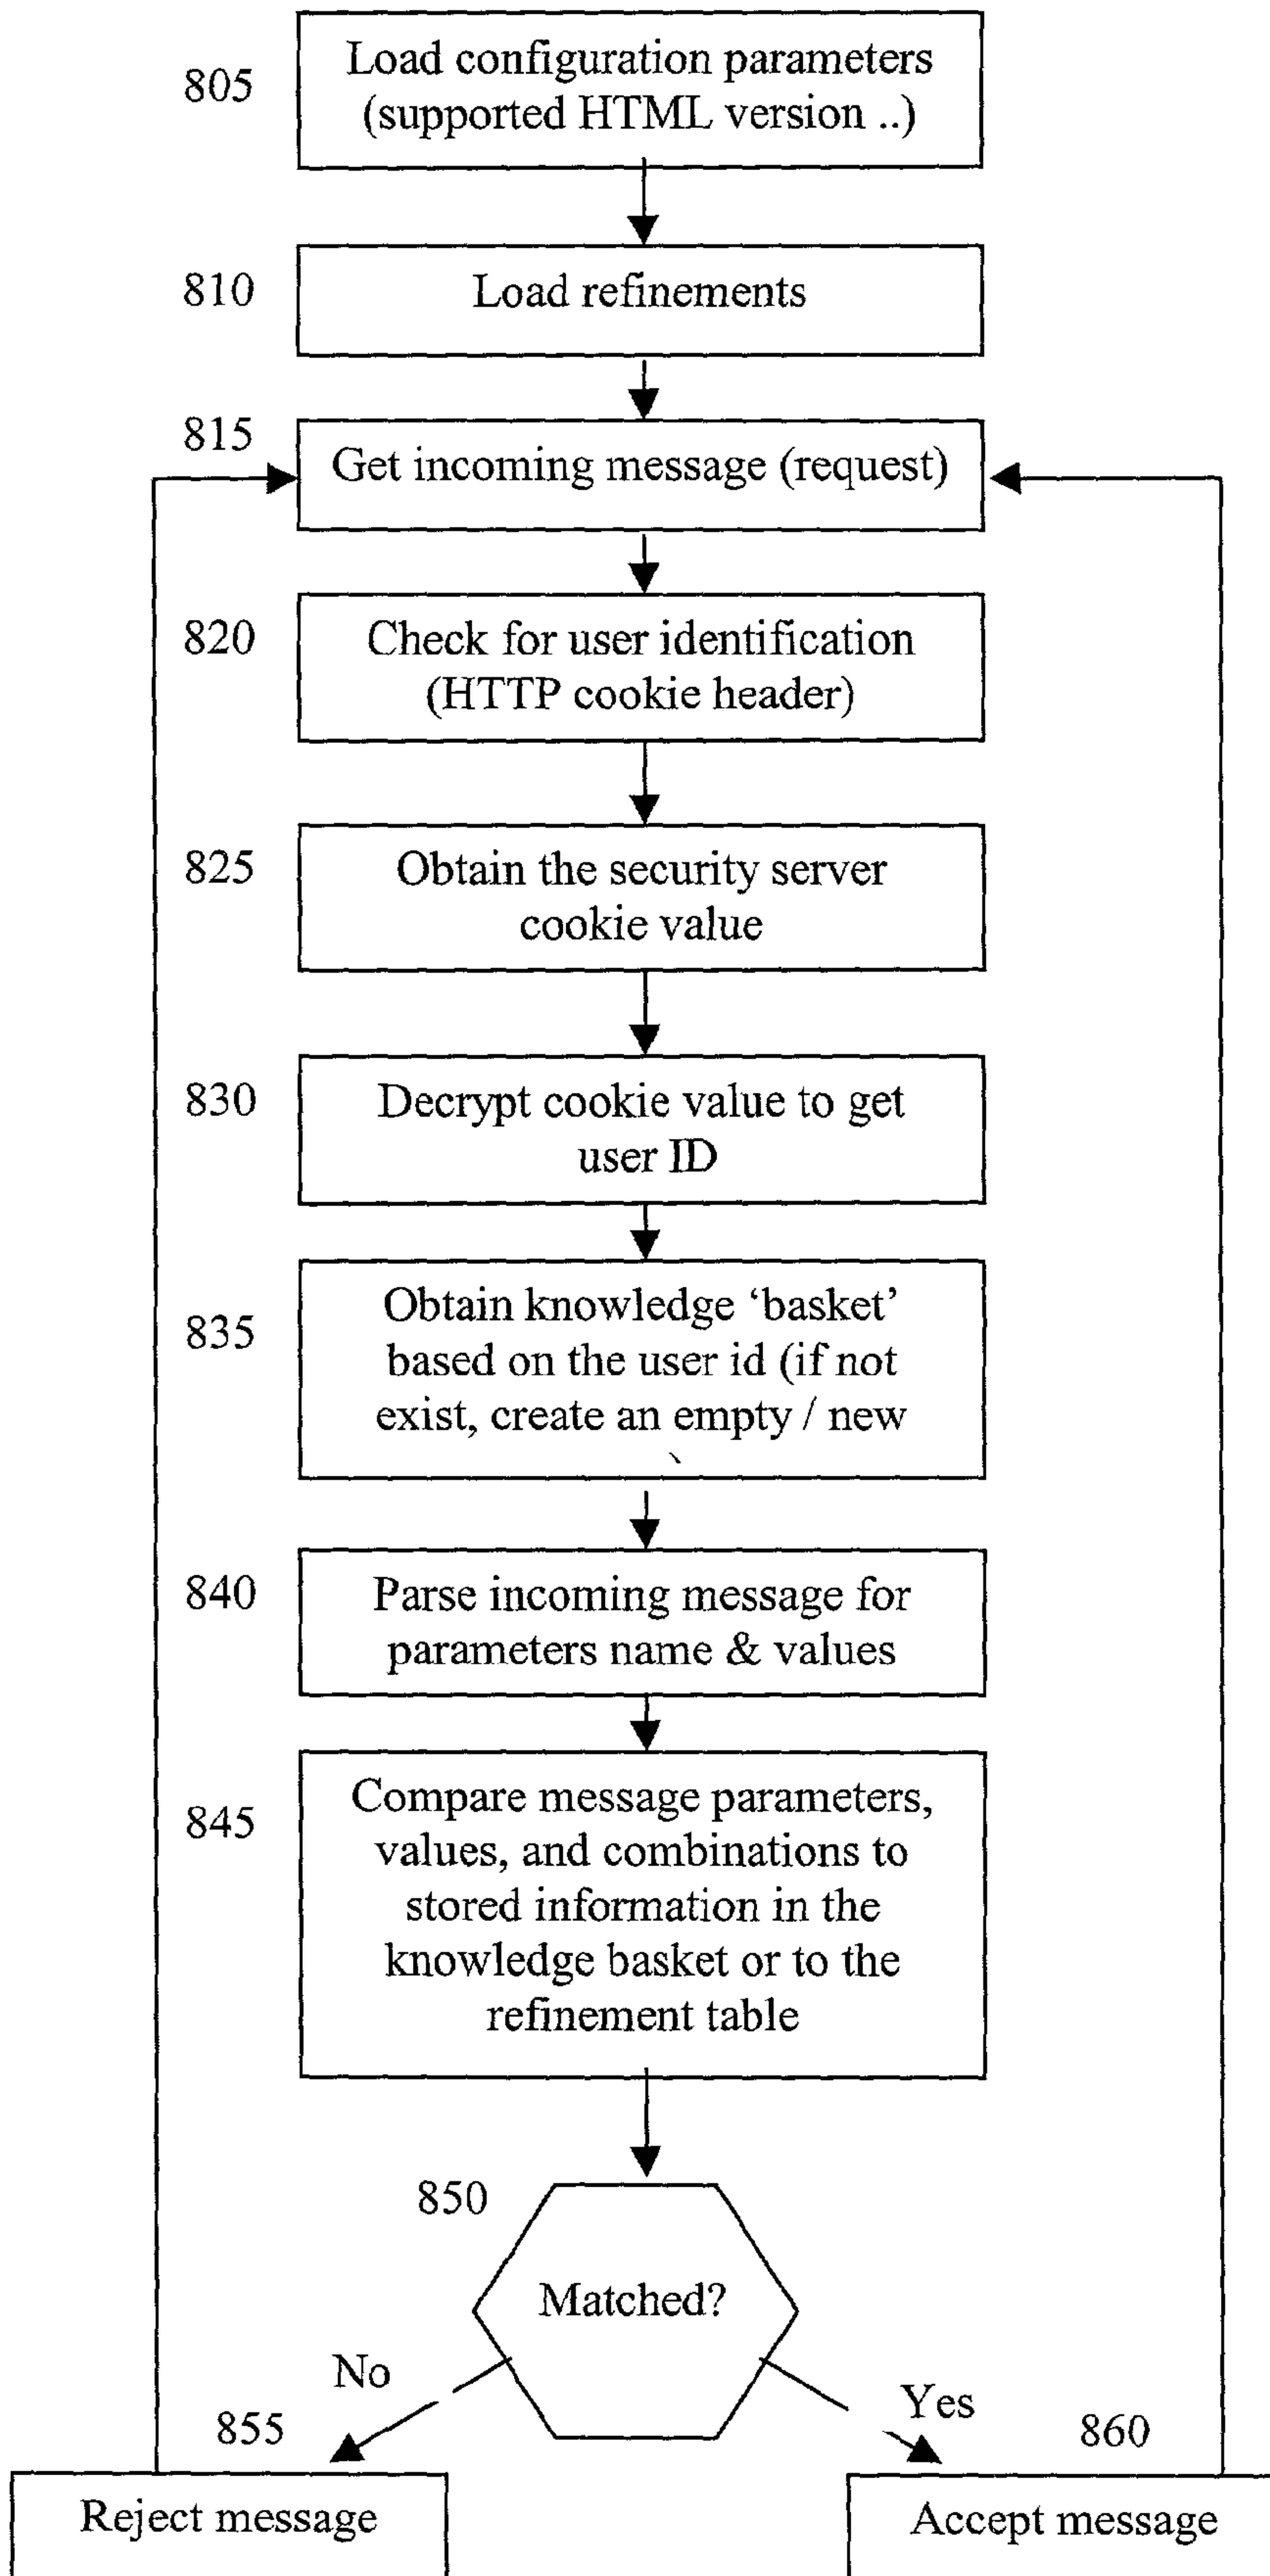 805
Load configuration parameters
(supported HTML version ..)
810
Load refinements
815
Get incoming message (request)
820
Check for user identification
(HTTP cookie header)
825
Obtain the security server
cookie value
830
Decrypt cookie value to get
user ID
835
Obtain knowledge ‘basket’
based on the user id (if not
exist, create an empty / new
840
Parse incoming message for
parameters name & values
845
Compare message parameters,
values, and combinations to
stored information in the
knowledge basket or to the
refinement table
850
Matched?
No
Yes
855
860
Reject message
Accept message